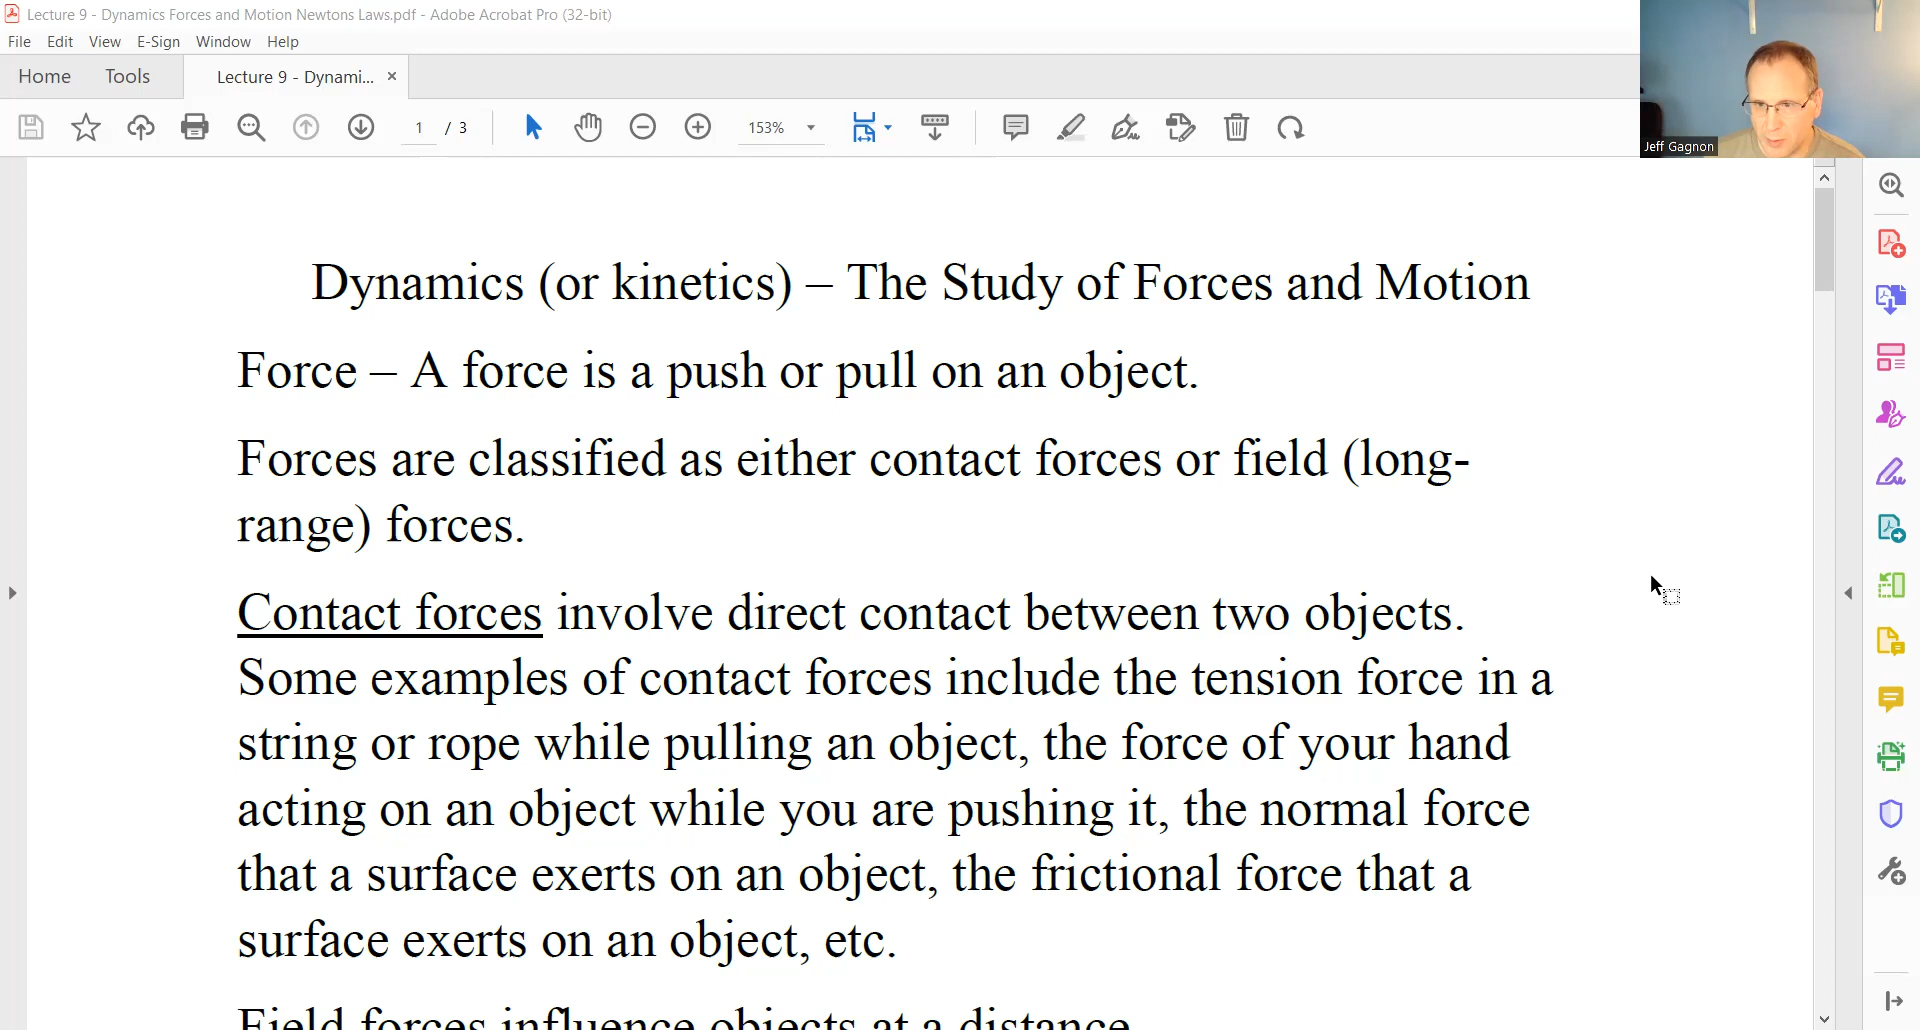 Lecture 9 - Dynamics Forces and Motion Newtons Laws.pdf - Adobe Acrobat Pro (32-bit)
File Edit View E-Sign Window Help
Home Tools Lecture 9 - Dynami... ×
1 / 3 153%
Jeff Gagnon
Dynamics (or kinetics) – The Study of Forces and Motion
Force – A force is a push or pull on an object.
Forces are classified as either contact forces or field (long-
range) forces.
Contact forces involve direct contact between two objects.
Some examples of contact forces include the tension force in a
string or rope while pulling an object, the force of your hand
acting on an object while you are pushing it, the normal force
that a surface exerts on an object, the frictional force that a
surface exerts on an object, etc.
Field forces influence objects at a distance.